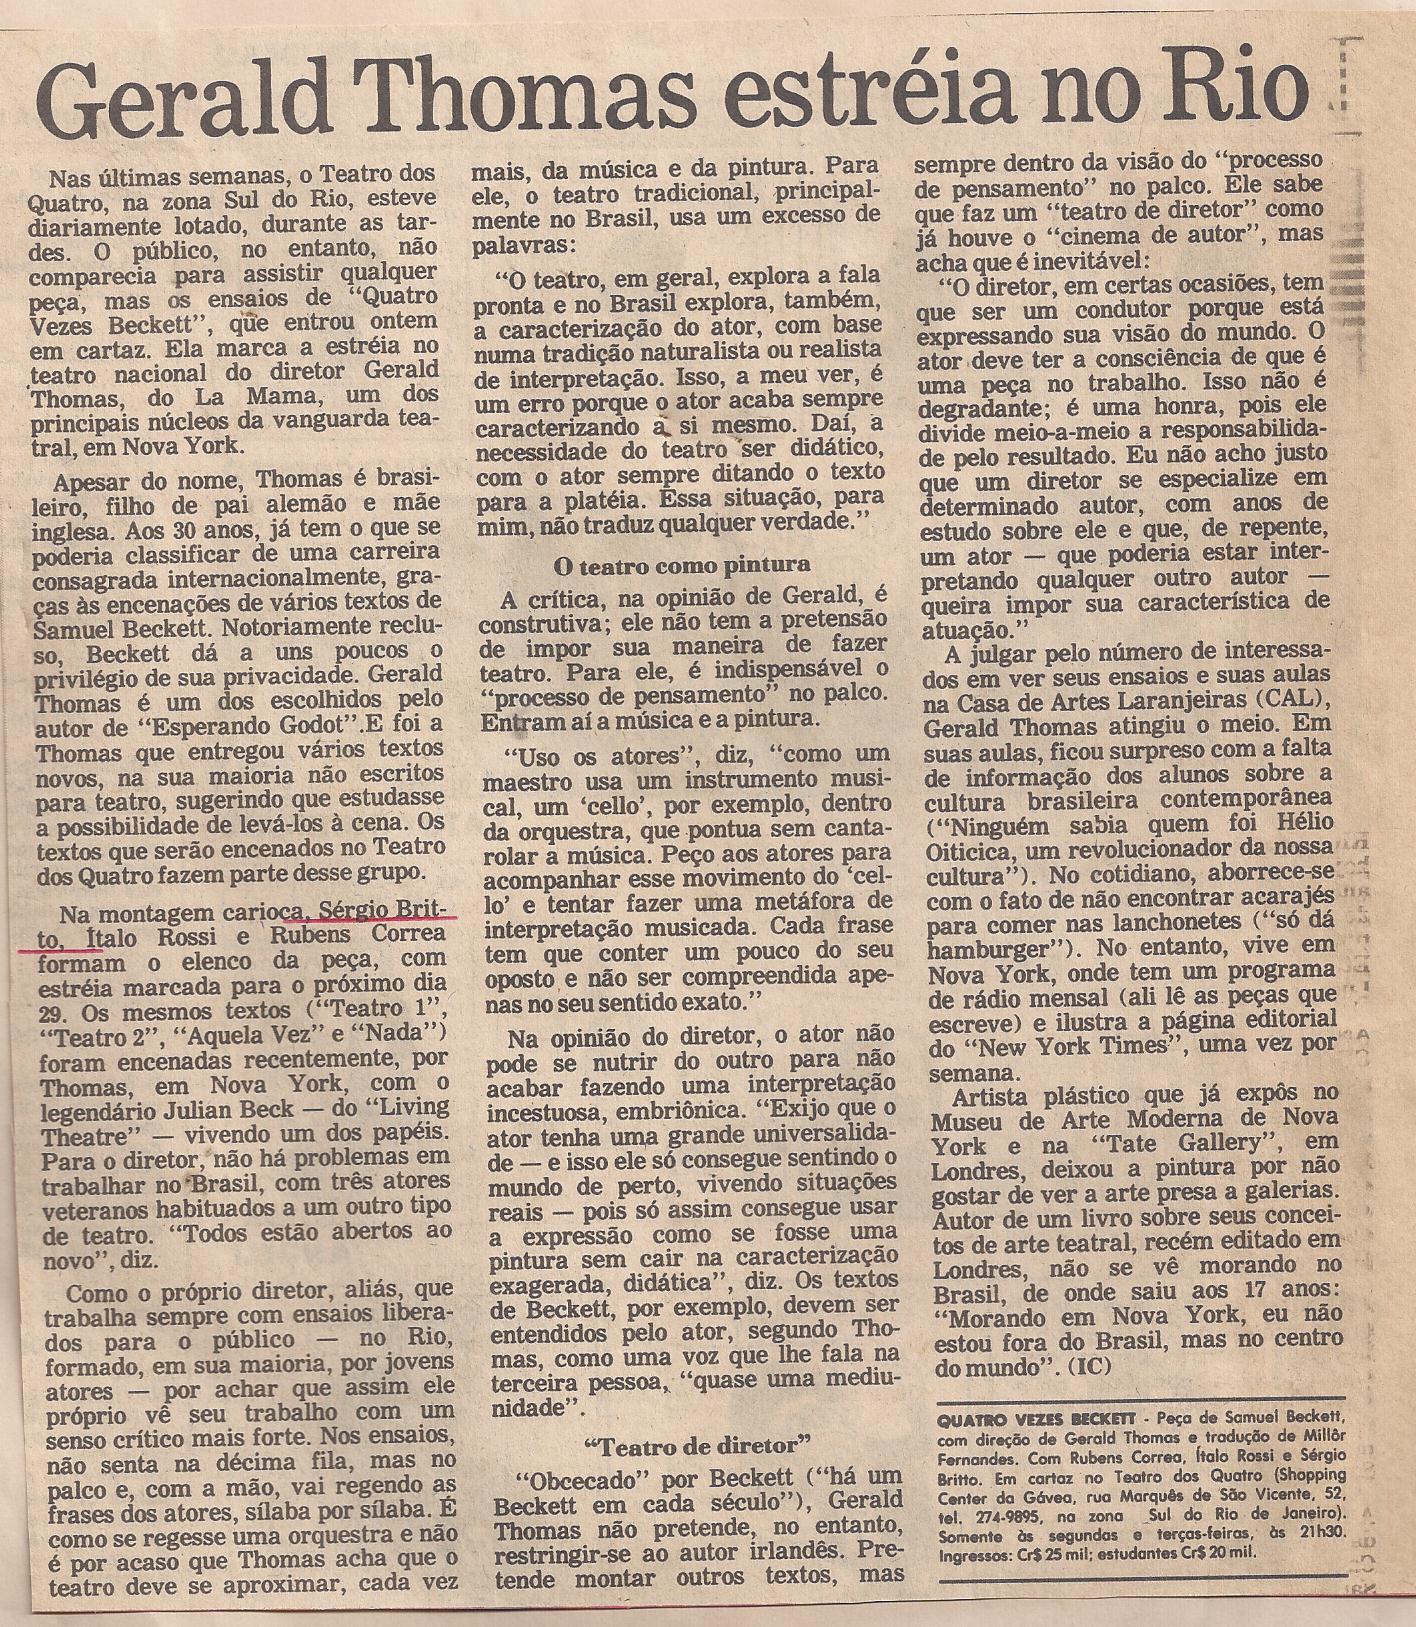 Gerald Thomas estréia no Rio
Nas últimas semanas, o Teatro dos
Quatro, na zona Sul do Rio, esteve
diariamente lotado, durante as tar-
des. O público, no entanto, não
comparecia para assistir qualquer
peça, mas os ensaios de "Quatro
Vezes Beckett", que entrou ontem
em cartaz. Ela marca a estréia no
teatro nacional do diretor Gerald
Thomas, do La Mama, um dos
principais núcleos da vanguarda tea-
tral, em Nova York.
Apesar do nome, Thomas é brasi-
leiro, filho de pai alemão e mãe
inglesa. Aos 30 anos, já tem o que se
poderia classificar de uma carreira
consagrada internacionalmente, gra-
ças às encenações de vários textos de
Samuel Beckett. Notoriamente reclu-
so, Beckett dá a uns poucos o
privilégio de sua privacidade. Gerald
Thomas é um dos escolhidos pelo
autor de "Esperando Godot".E foi a
Thomas que entregou vários textos
novos, na sua maioria não escritos
para teatro, sugerindo que estudasse
a possibilidade de levá-los à cena. Os
textos que serão encenados no Teatro
dos Quatro fazem parte desse grupo.
Na montagem carioca, Sérgio Brit-
to, Ítalo Rossi e Rubens Correa
formam o elenco da peça, com
estréia marcada para o próximo dia
29. Os mesmos textos ("Teatro 1",
"Teatro 2", "Aquela Vez" e "Nada")
foram encenadas recentemente, por
Thomas, em Nova York, com o
legendário Julian Beck — do "Living
Theatre" — vivendo um dos papéis.
Para o diretor, não há problemas em
trabalhar no Brasil, com três atores
veteranos habituados a um outro tipo
de teatro. "Todos estão abertos ao
novo", diz.
Como o próprio diretor, aliás, que
trabalha sempre com ensaios libera-
dos para o público — no Rio,
formado, em sua maioria, por jovens
atores — por achar que assim ele
próprio vê seu trabalho com um
senso crítico mais forte. Nos ensaios,
não senta na décima fila, mas no
palco e, com a mão, vai regendo as
frases dos atores, sílaba por sílaba. É
como se regesse uma orquestra e não
é por acaso que Thomas acha que o
teatro deve se aproximar, cada vez
mais, da música e da pintura. Para
ele, o teatro tradicional, principal-
mente no Brasil, usa um excesso de
palavras:
"O teatro, em geral, explora a fala
pronta e no Brasil explora, também,
a caracterização do ator, com base
numa tradição naturalista ou realista
de interpretação. Isso, a meu ver, é
um erro porque o ator acaba sempre
caracterizando a si mesmo. Daí, a
necessidade do teatro ser didático,
com o ator sempre ditando o texto
para a platéia. Essa situação, para
mim, não traduz qualquer verdade."
O teatro como pintura
A crítica, na opinião de Gerald, é
construtiva; ele não tem a pretensão
de impor sua maneira de fazer
teatro. Para ele, é indispensável o
"processo de pensamento" no palco.
Entram aí a música e a pintura.
"Uso os atores", diz, "como um
maestro usa um instrumento musi-
cal, um 'cello', por exemplo, dentro
da orquestra, que pontua sem canta-
rolar a música. Peço aos atores para
acompanhar esse movimento do 'cel-
lo' e tentar fazer uma metáfora de
interpretação musicada. Cada frase
tem que conter um pouco do seu
oposto e não ser compreendida ape-
nas no seu sentido exato."
Na opinião do diretor, o ator não
pode se nutrir do outro para não
acabar fazendo uma interpretação
incestuosa, embriônica. "Exijo que o
ator tenha uma grande universalida-
de — e isso ele só consegue sentindo o
mundo de perto, vivendo situações
reais — pois só assim consegue usar
a expressão como se fosse uma
pintura sem cair na caracterização
exagerada, didática", diz. Os textos
de Beckett, por exemplo, devem ser
entendidos pelo ator, segundo Tho-
mas, como uma voz que lhe fala na
terceira pessoa, "quase uma mediu-
nidade".
"Teatro de diretor"
"Obcecado" por Beckett ("há um
Beckett em cada século"), Gerald
Thomas não pretende, no entanto,
restringir-se ao autor irlandês. Pre-
tende montar outros textos, mas
sempre dentro da visão do "processo
de pensamento" no palco. Ele sabe
que faz um "teatro de diretor" como
já houve o "cinema de autor", mas
acha que é inevitável:
"O diretor, em certas ocasiões, tem
que ser um condutor porque está
expressando sua visão do mundo. O
ator deve ter a consciência de que é
uma peça no trabalho. Isso não é
degradante; é uma honra, pois ele
divide meio-a-meio a responsabilida-
de pelo resultado. Eu não acho justo
que um diretor se especialize em
determinado autor, com anos de
estudo sobre ele e que, de repente,
um ator — que poderia estar inter-
pretando qualquer outro autor —
queira impor sua característica de
atuação."
A julgar pelo número de interessa-
dos em ver seus ensaios e suas aulas
na Casa de Artes Laranjeiras (CAL),
Gerald Thomas atingiu o meio. Em
suas aulas, ficou surpreso com a falta
de informação dos alunos sobre a
cultura brasileira contemporânea
("Ninguém sabia quem foi Hélio
Oiticica, um revolucionador da nossa
cultura"). No cotidiano, aborrece-se
com o fato de não encontrar acarajés
para comer nas lanchonetes ("só dá
hamburger"). No entanto, vive em
Nova York, onde tem um programa
de rádio mensal (ali lê as peças que
escreve) e ilustra a página editorial
do "New York Times", uma vez por
semana.
Artista plástico que já expôs no
Museu de Arte Moderna de Nova
York e na "Tate Gallery", em
Londres, deixou a pintura por não
gostar de ver a arte presa a galerias.
Autor de um livro sobre seus concei-
tos de arte teatral, recém editado em
Londres, não se vê morando no
Brasil, de onde saiu aos 17 anos:
"Morando em Nova York, eu não
estou fora do Brasil, mas no centro
do mundo". (IC)
QUATRO VEZES BECKETT - Peça de Samuel Beckett,
com direção de Gerald Thomas e tradução de Millôr
Fernandes. Com Rubens Correa, Ítalo Rossi e Sérgio
Britto. Em cartaz no Teatro dos Quatro (Shopping
Center da Gávea, rua Marquês de São Vicente, 52,
tel. 274-9895, na zona Sul do Rio de Janeiro).
Somente às segundas e terças-feiras, às 21h30.
Ingressos: Cr$ 25 mil; estudantes Cr$ 20 mil.